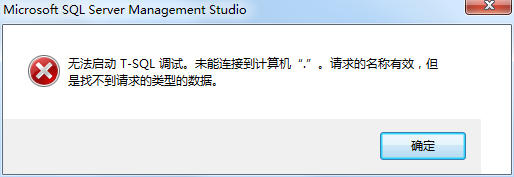 Microsoft SQL Server Management Studio
无法启动 T-SQL 调试。未能连接到计算机“.”。请求的名称有效，但
是找不到请求的类型的数据。
确定